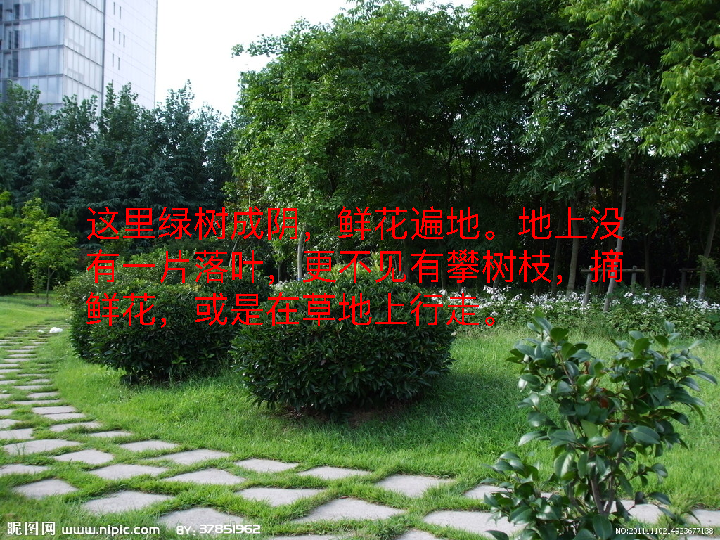 这里绿树成阴，鲜花遍地。地上没
有一片落叶，更不见有攀树枝，摘
鲜花，或是在草地上行走。
昵图网 www.nipic.com BY: 37851962